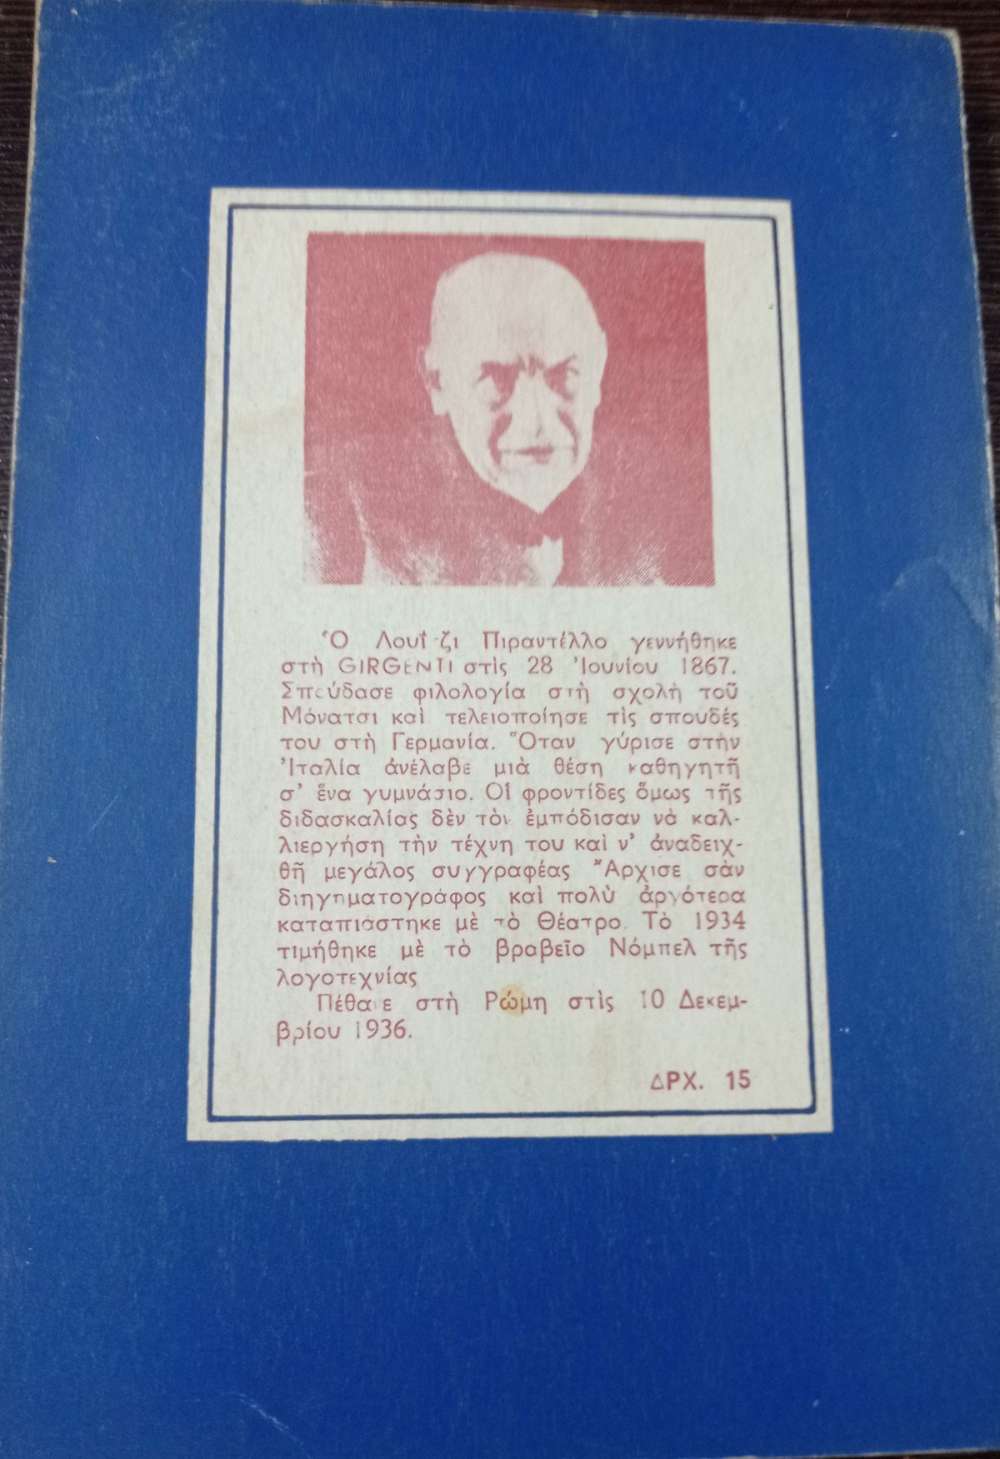 Ὁ Λουΐ-ζι Πιραντέλλο γεννήθηκε
στὴ GIRGENTI στὶς 28 Ἰουνίου 1867.
Σπεύδασε φιλολογία στὴ σχολὴ τοῦ
Μόνατσι καὶ τελειοποίησε τὶς σπουδές
του στὴ Γερμανία. Ὅταν γύρισε στὴν
Ἰταλία ἀνέλαβε μιὰ θέση καθηγητῆ
σ' ἕνα γυμνάσιο. Οἱ φροντίδες ὅμως τῆς
διδασκαλίας δὲν τὸν ἐμπόδισαν νὰ καλ-
λιεργήση τὴν τέχνη του καὶ ν' ἀναδειχ-
θῆ μεγάλος συγγραφέας Ἄρχισε σὰν
διηγηματογράφος καὶ πολὺ ἀργότερα
καταπιάστηκε μὲ τὸ Θέατρο. Τὸ 1934
τιμήθηκε μὲ τὸ βραβεῖο Νόμπελ τῆς
λογοτεχνίας
Πέθανε στὴ Ρώμη στὶς 10 Δεκεμ-
βρίου 1936.
ΔΡΧ. 15